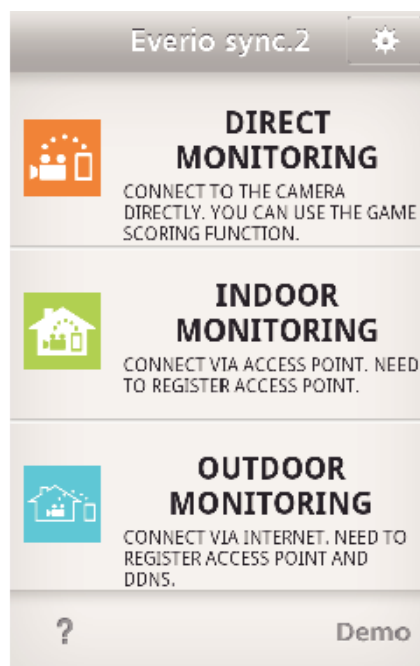 Everio sync.2
DIRECT
MONITORING
CONNECT TO THE CAMERA
DIRECTLY. YOU CAN USE THE GAME
SCORING FUNCTION.
INDOOR
MONITORING
CONNECT VIA ACCESS POINT. NEED
TO REGISTER ACCESS POINT.
OUTDOOR
MONITORING
CONNECT VIA INTERNET. NEED TO
REGISTER ACCESS POINT AND
DDNS.
?
Demo